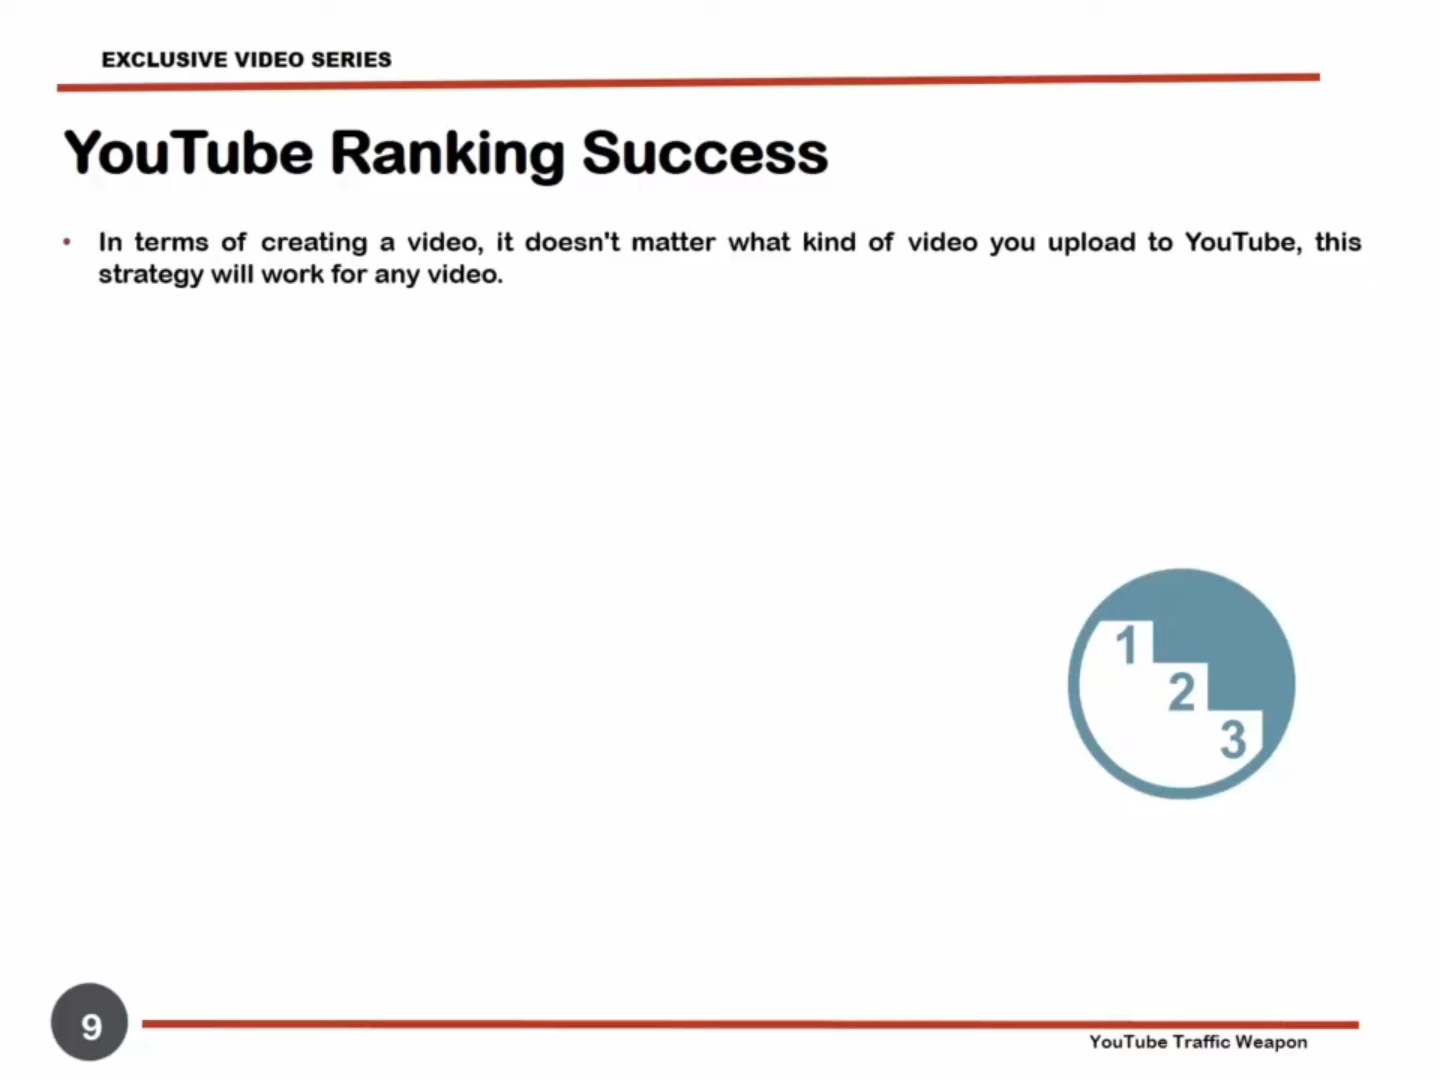 EXCLUSIVE VIDEO SERIES
YouTube Ranking Success
• In terms of creating a video, it doesn't matter what kind of video you upload to YouTube, this
strategy will work for any video.
1
2
3
9
YouTube Traffic Weapon